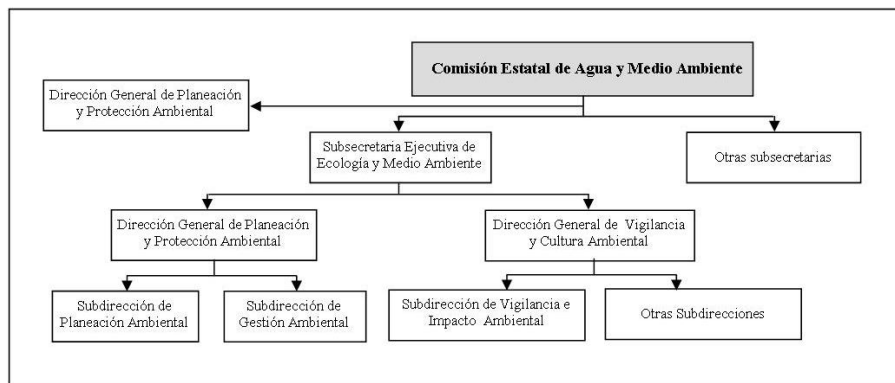 Comisión Estatal de Agua y Medio Ambiente
Dirección General de Planeación
y Protección Ambiental
Subsecretaria Ejecutiva de
Ecología y Medio Ambiente
Otras subsecretarias
Dirección General de Planeación
y Protección Ambiental
Dirección General de Vigilancia
y Cultura Ambiental
Subdirección de
Planeación Ambiental
Subdirección de
Gestión Ambiental
Subdirección de Vigilancia e
Impacto Ambiental
Otras Subdirecciones